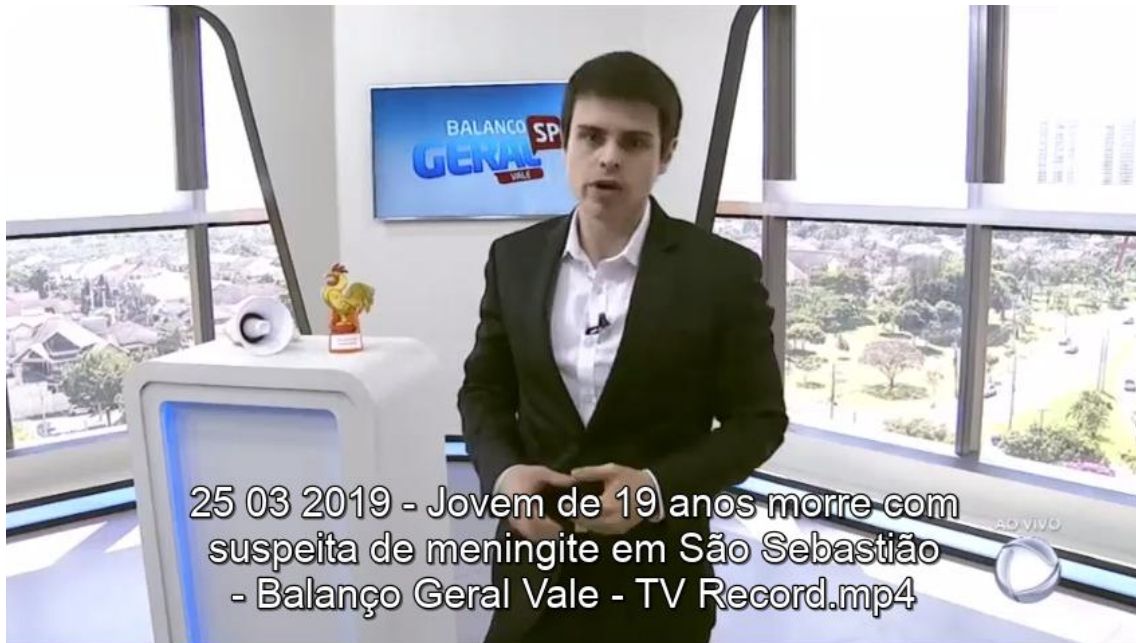 BALANÇO SP
GERAL
VALE
25 03 2019 - Jovem de 19 anos morre com
suspeita de meningite em São Sebastião
- Balanço Geral Vale - TV Record.mp4
AO VIVO